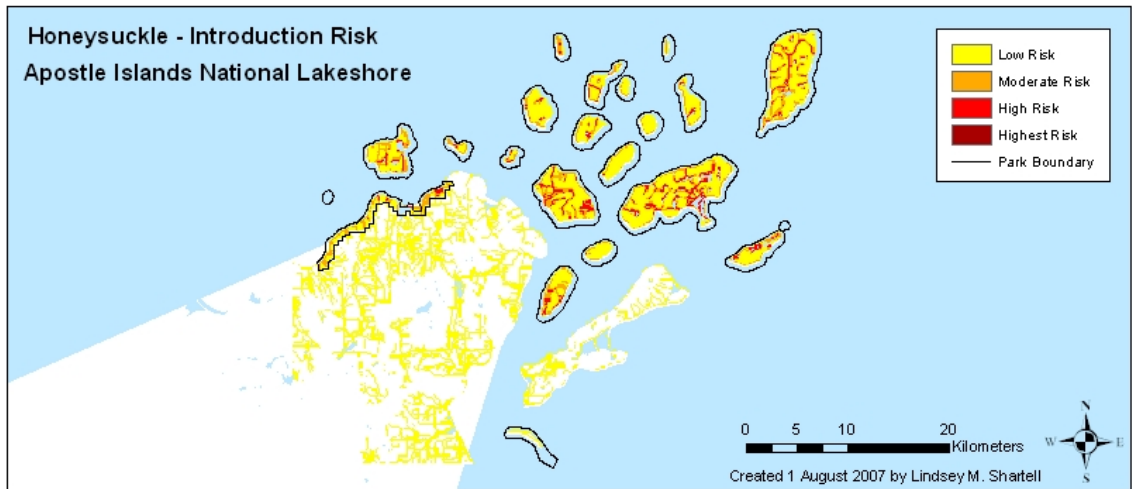 Honeysuckle - Introduction Risk
Apostle Islands National Lakeshore
Low Risk
Moderate Risk
High Risk
Highest Risk
Park Boundary
0 5 10 20
Kilometers
N
W E
S
Created 1 August 2007 by Lindsey M. Shartell